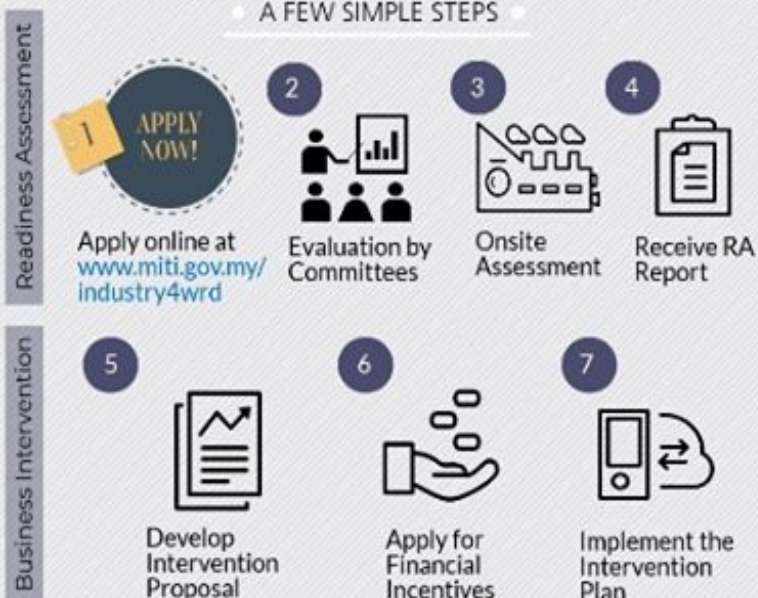 A FEW SIMPLE STEPS
Readiness Assessment
1
APPLY
NOW!
Apply online at
www.miti.gov.my/
industry4wrd
2
Evaluation by
Committees
3
Onsite
Assessment
4
Receive RA
Report
Business Intervention
5
Develop
Intervention
Proposal
6
Apply for
Financial
Incentives
7
Implement the
Intervention
Plan